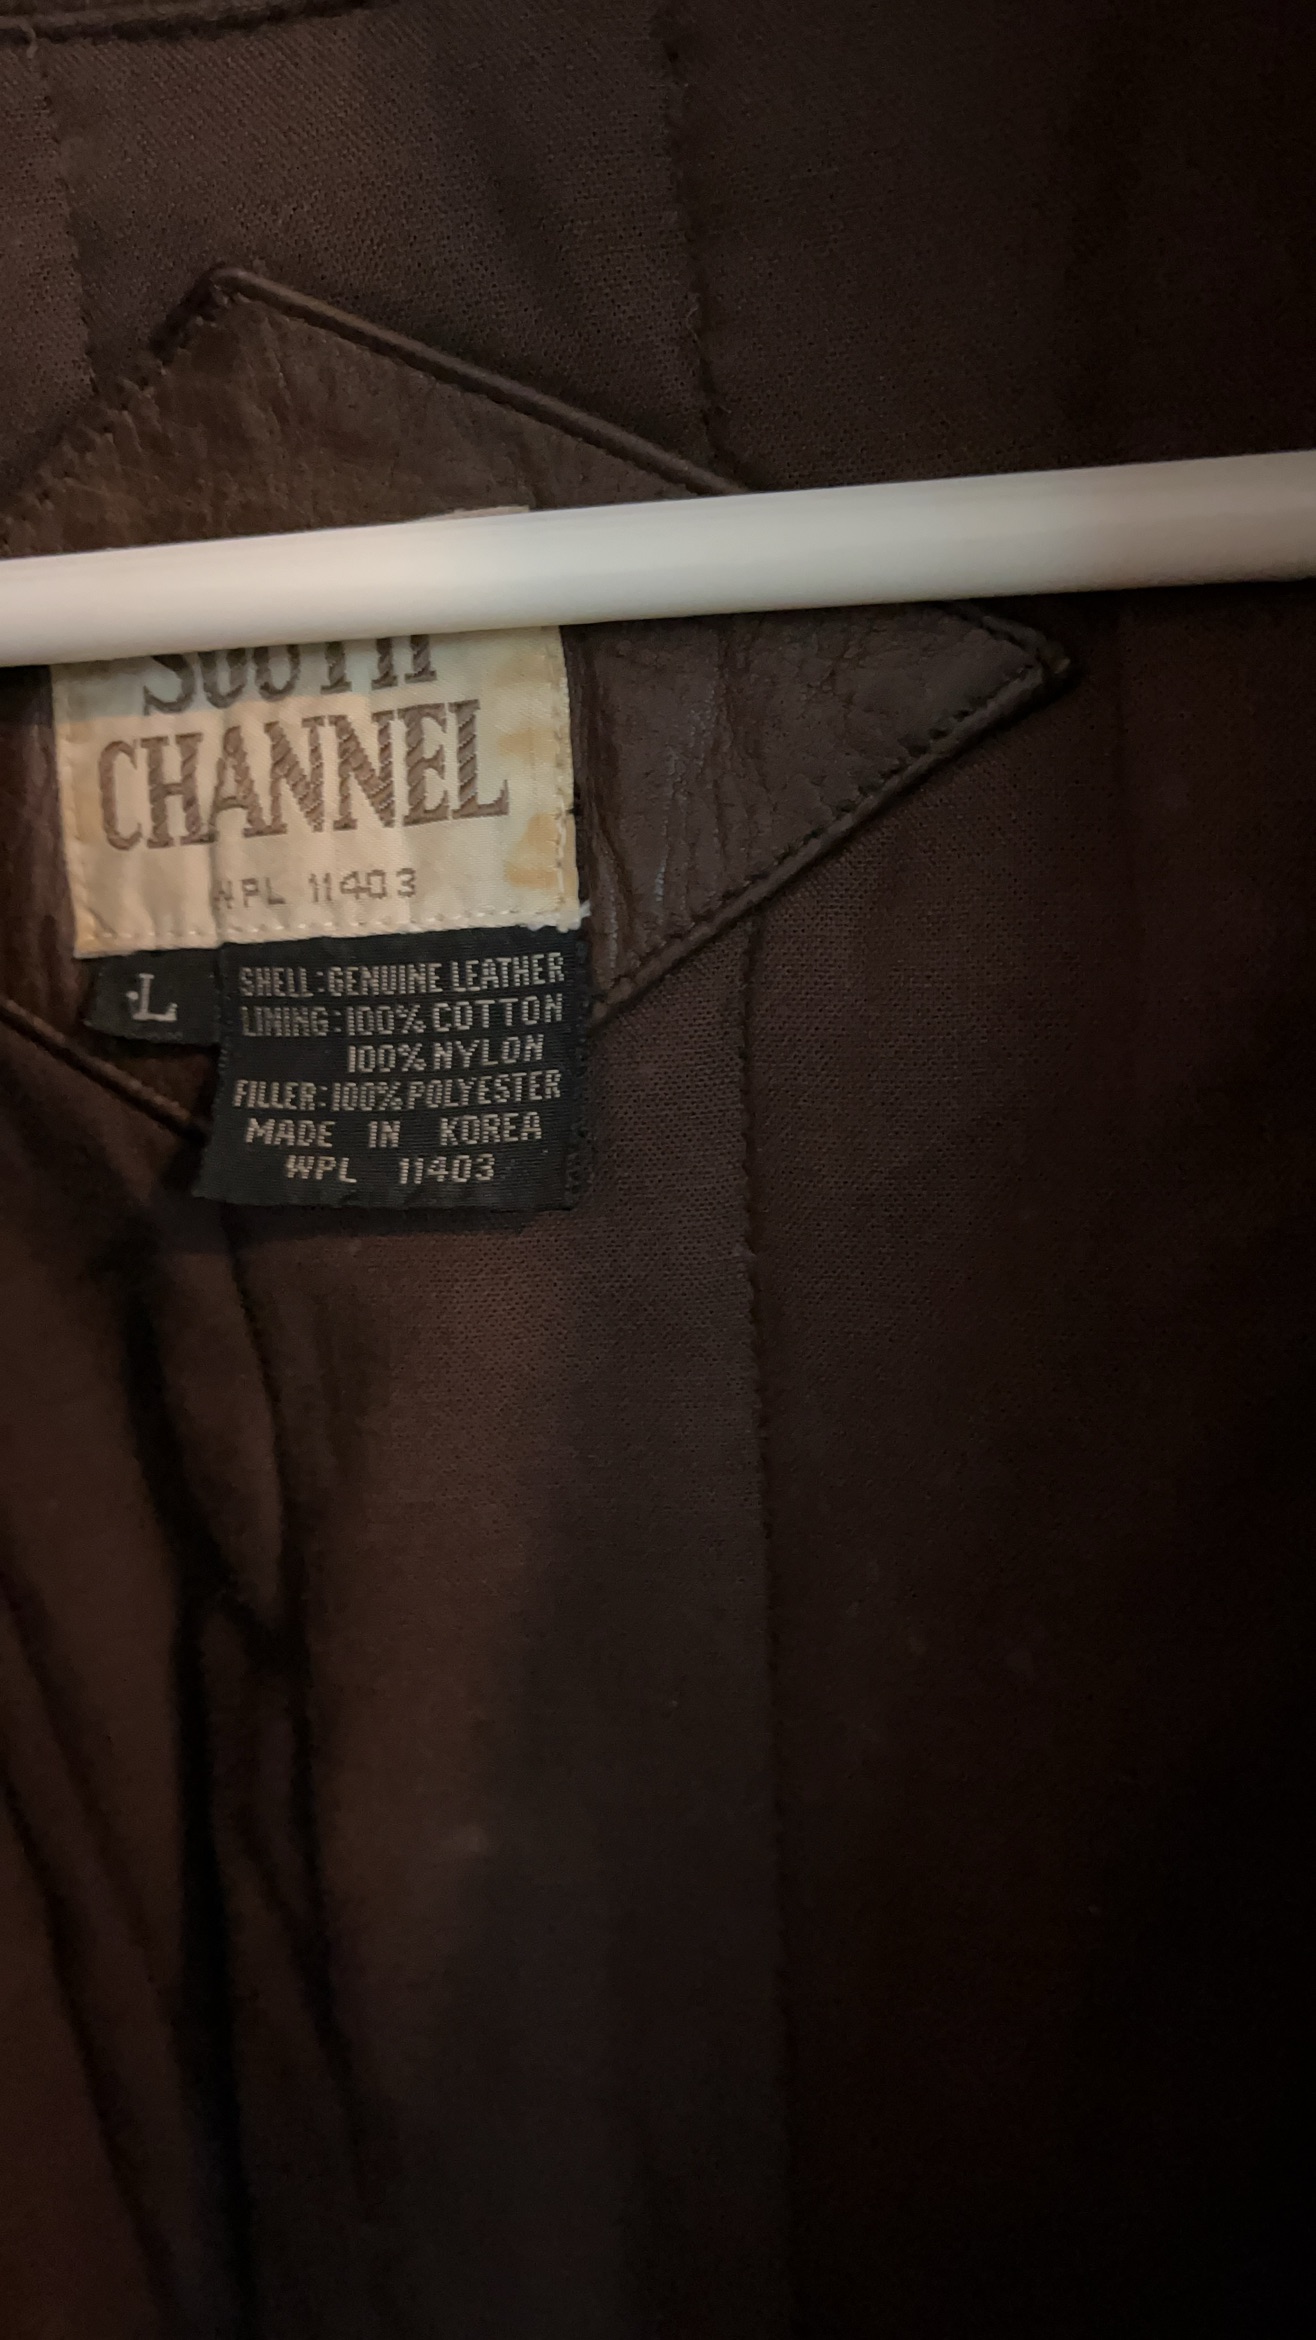 SOUTH
CHANNEL
WPL 11403
L
SHELL: GENUINE LEATHER
LINING: 100% COTTON
100% NYLON
FILLER: 100% POLYESTER
MADE IN KOREA
WPL 11403